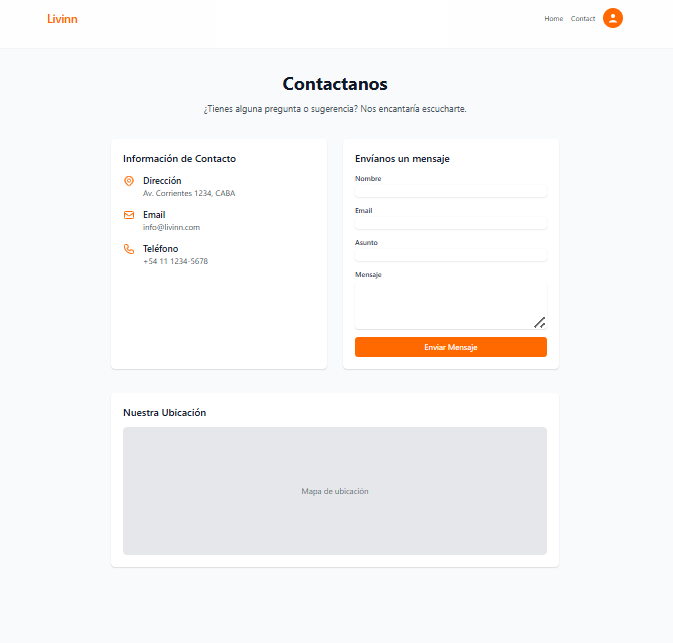 Livinn
Home
Contact
Contactanos
¿Tienes alguna pregunta o sugerencia? Nos encantaría escucharte.
Información de Contacto
Dirección
Av. Corrientes 1234, CABA
Email
info@livinn.com
Teléfono
+54 11 1234-5678
Envíanos un mensaje
Nombre
Email
Asunto
Mensaje
Enviar Mensaje
Nuestra Ubicación
Mapa de ubicación